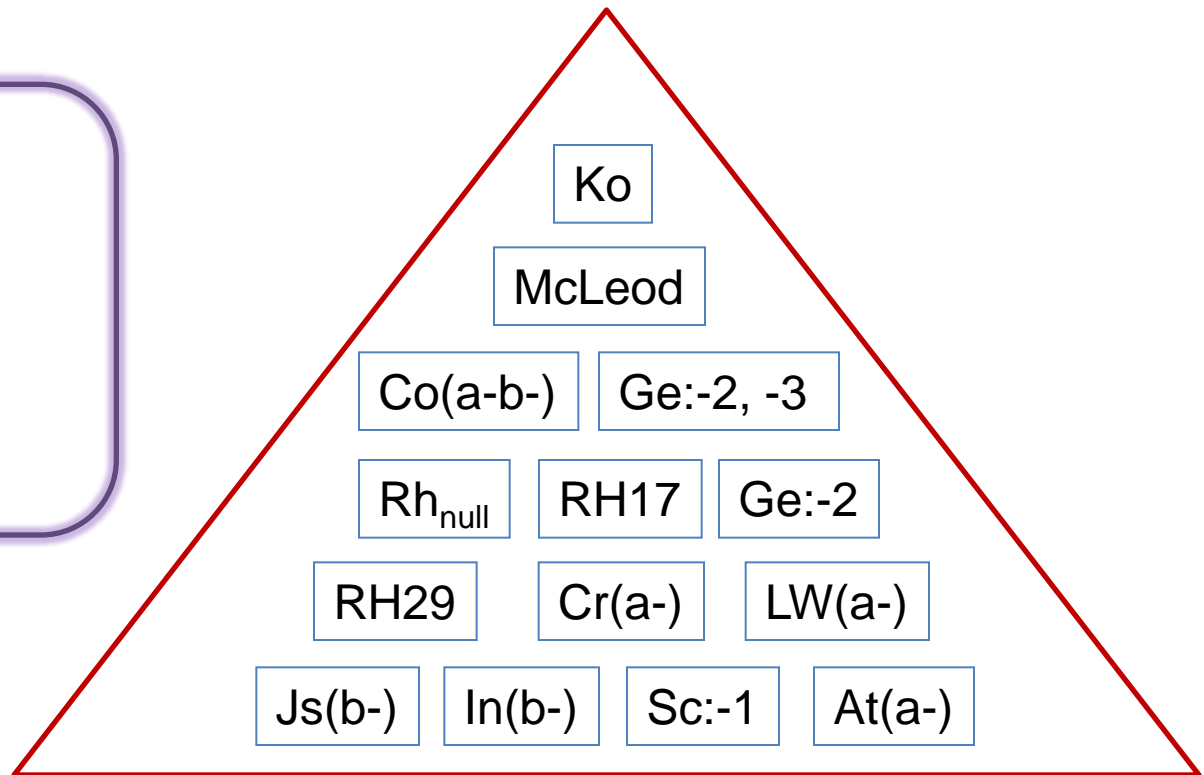 Ko
McLeod
Co(a-b-) Ge:-2, -3
Rhnull RH17 Ge:-2
RH29 Cr(a-) LW(a-)
Js(b-) In(b-) Sc:-1 At(a-)